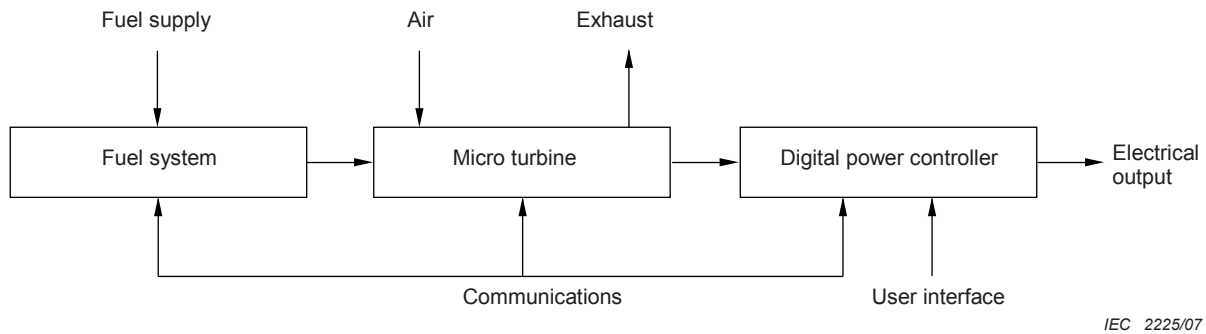 Fuel supply
Air
Exhaust
Fuel system
Micro turbine
Digital power controller
Electrical
output
Communications
User interface
IEC 2225/07